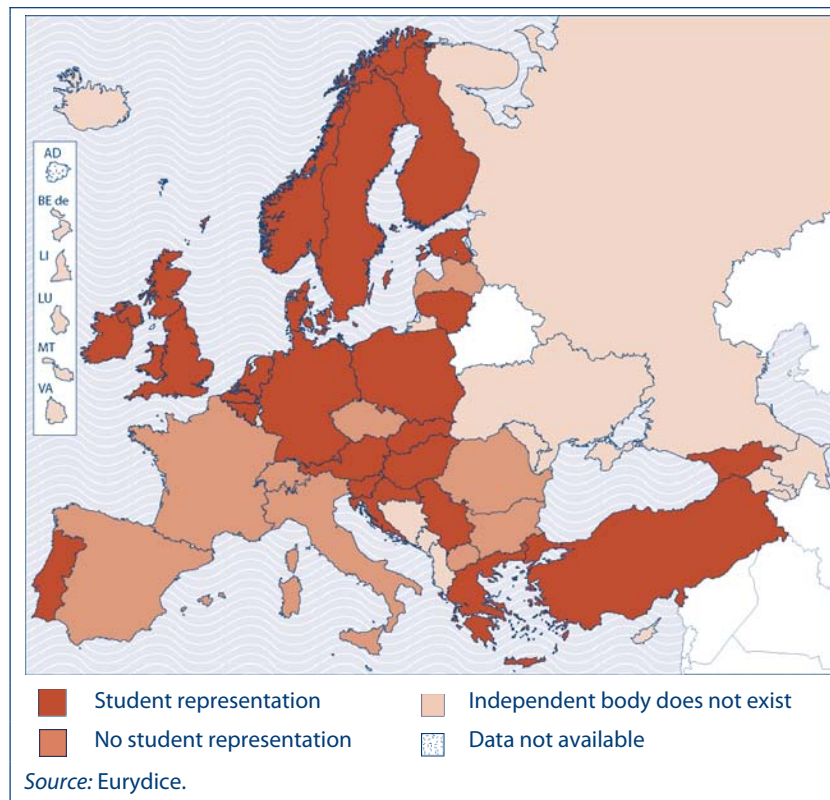 AD
BE de
LI
LU
MT
VA
Student representation
Independent body does not exist
No student representation
Data not available
Source: Eurydice.